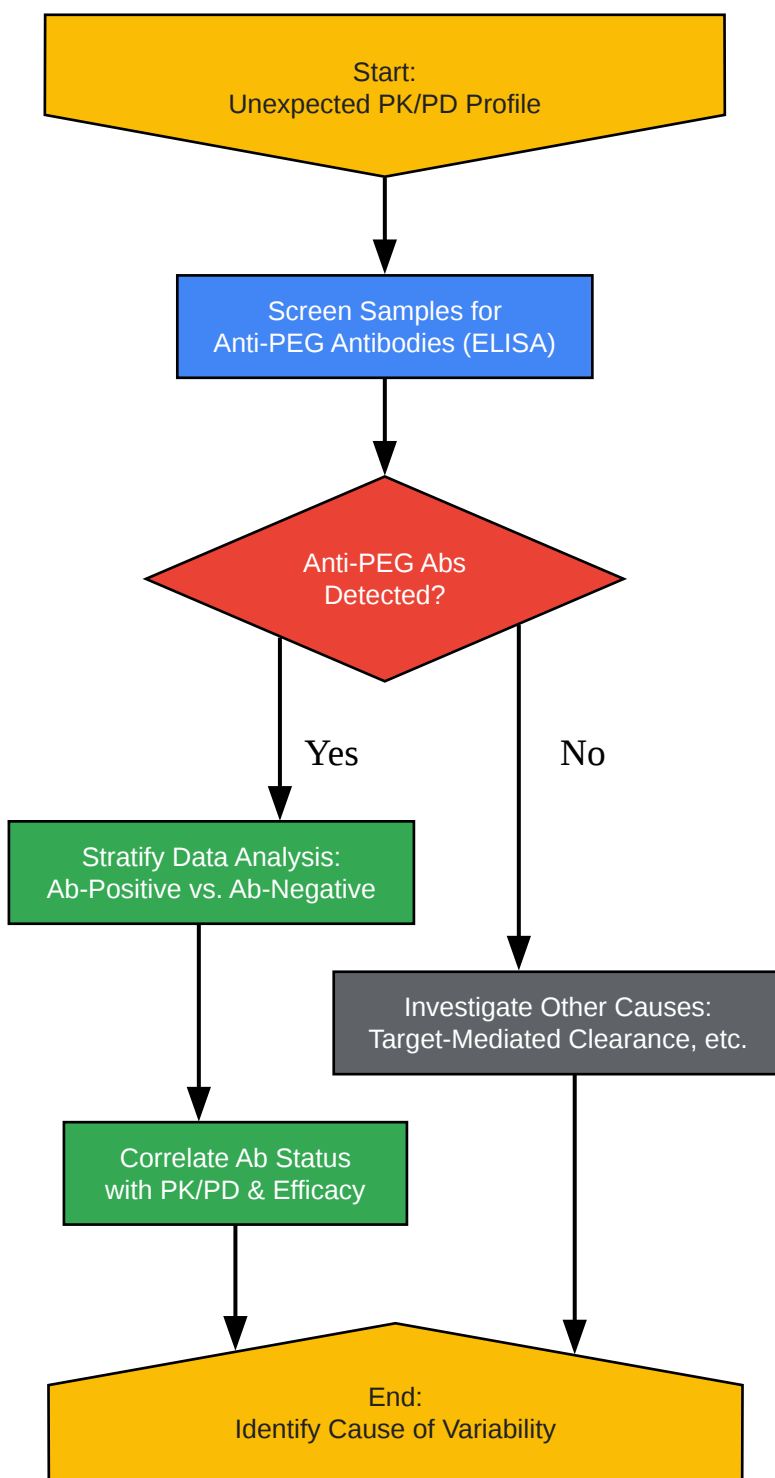 Start:
Unexpected PK/PD Profile
Screen Samples for
Anti-PEG Antibodies (ELISA)
Anti-PEG Abs
Detected?
Yes
No
Stratify Data Analysis:
Ab-Positive vs. Ab-Negative
Investigate Other Causes:
Target-Mediated Clearance, etc.
Correlate Ab Status
with PK/PD & Efficacy
End:
Identify Cause of Variability